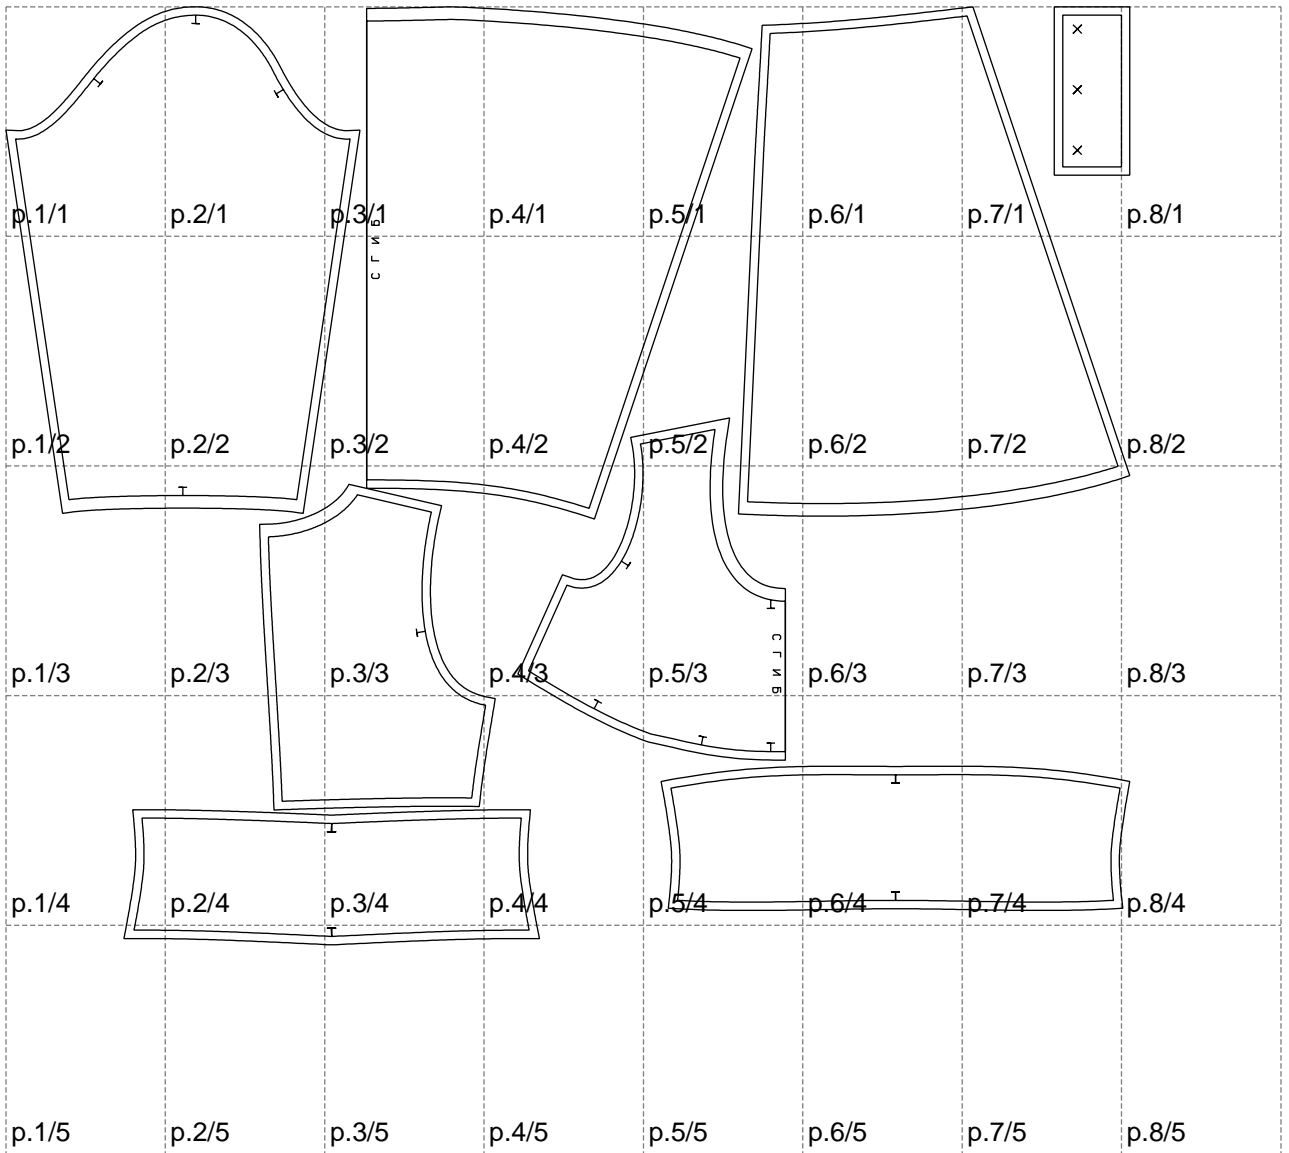 p.1/1 p.2/1 p.3/1 p.4/1 p.5/1 p.6/1 p.7/1 p.8/1
СГИБ
p.1/2 p.2/2 p.3/2 p.4/2 p.5/2 p.6/2 p.7/2 p.8/2
СГИБ
p.1/3 p.2/3 p.3/3 p.4/3 p.5/3 p.6/3 p.7/3 p.8/3
p.1/4 p.2/4 p.3/4 p.4/4 p.5/4 p.6/4 p.7/4 p.8/4
p.1/5 p.2/5 p.3/5 p.4/5 p.5/5 p.6/5 p.7/5 p.8/5